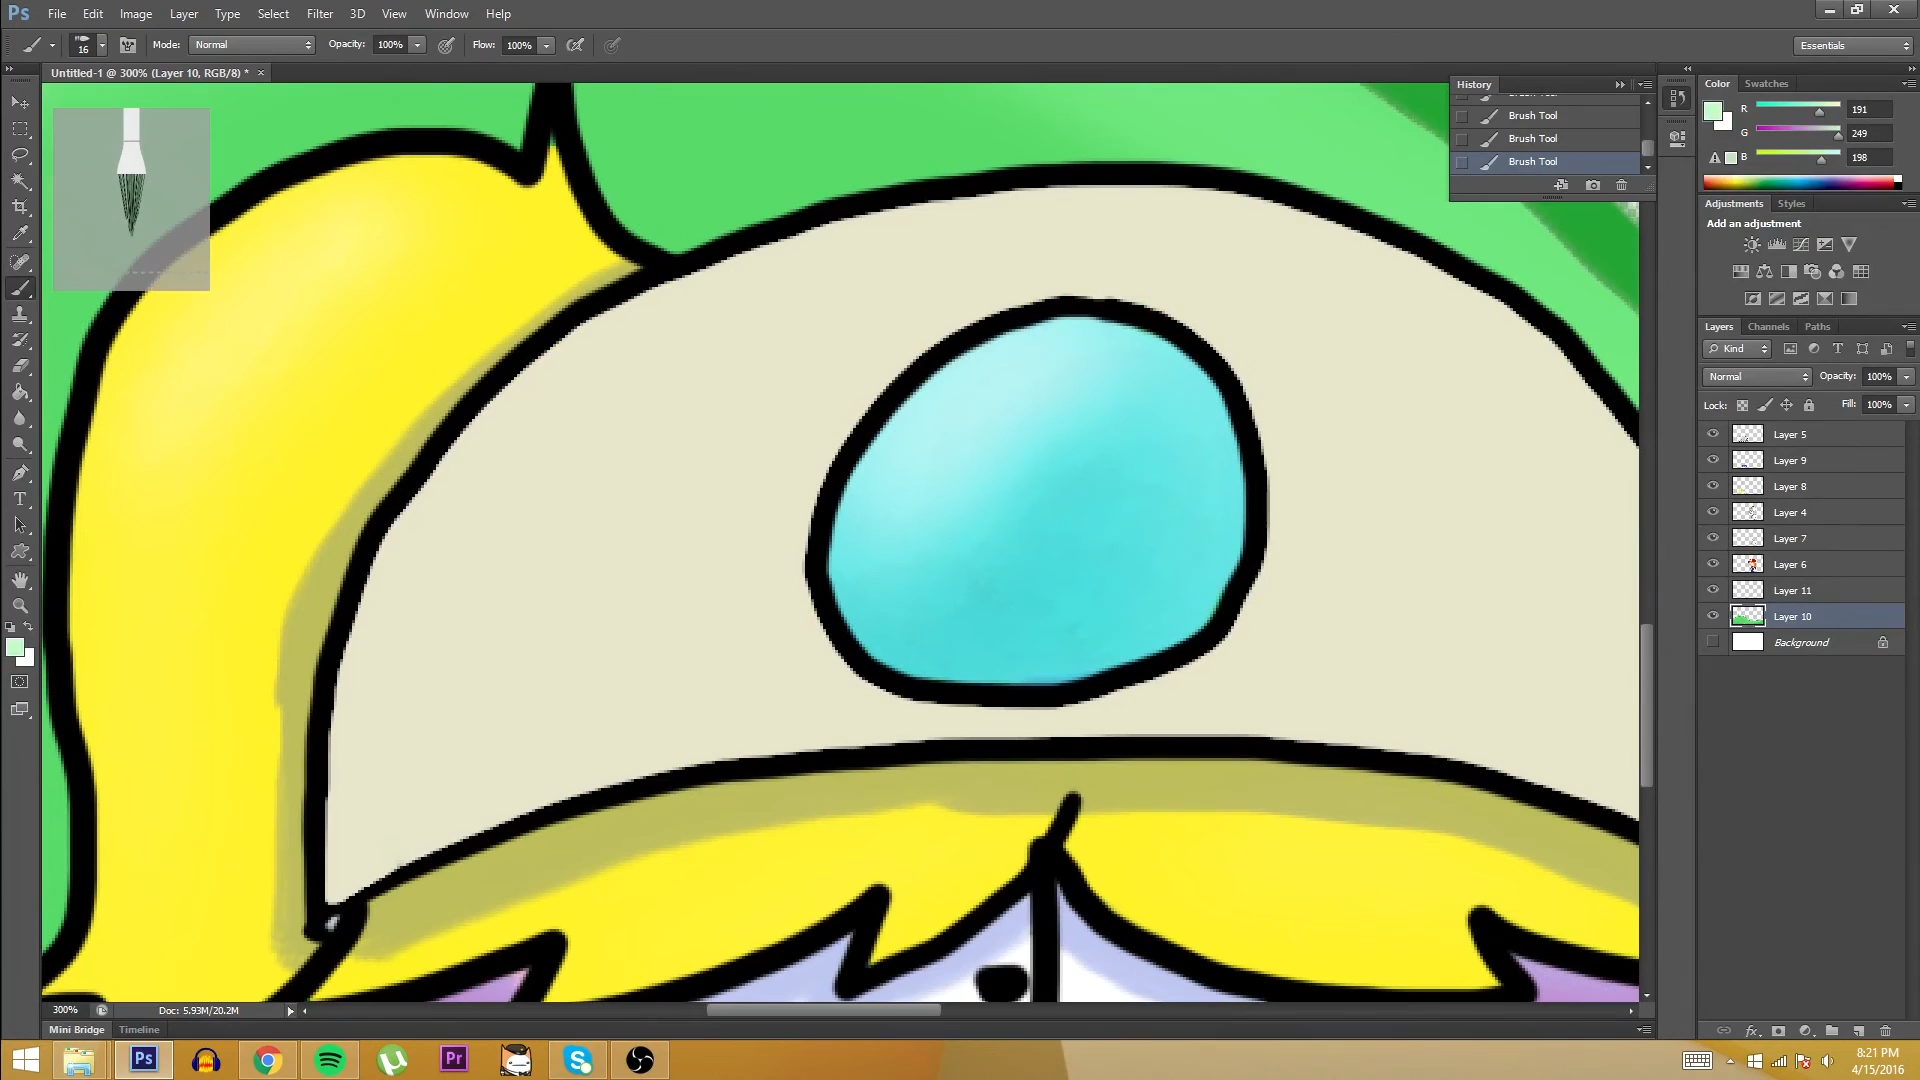 Ps File Edit Image Layer Type Select Filter 3D View Window Help
16 Mode: Normal Opacity: 100% Flow: 100% Essentials
Untitled-1 @ 300% (Layer 10, RGB/8) * ×
History
Brush Tool
Brush Tool
Brush Tool
Color Swatches
R 191
G 249
B 198
Adjustments Styles
Add an adjustment
Layers Channels Paths
Kind T
Normal Opacity: 100%
Lock: Fill: 100%
Layer 5
Layer 9
Layer 8
Layer 4
Layer 7
Layer 6
Layer 11
Layer 10
Background
T
300% Doc: 5.93M/20.2M
Mini Bridge Timeline
fx
Ps Pr
8:21 PM
4/15/2016